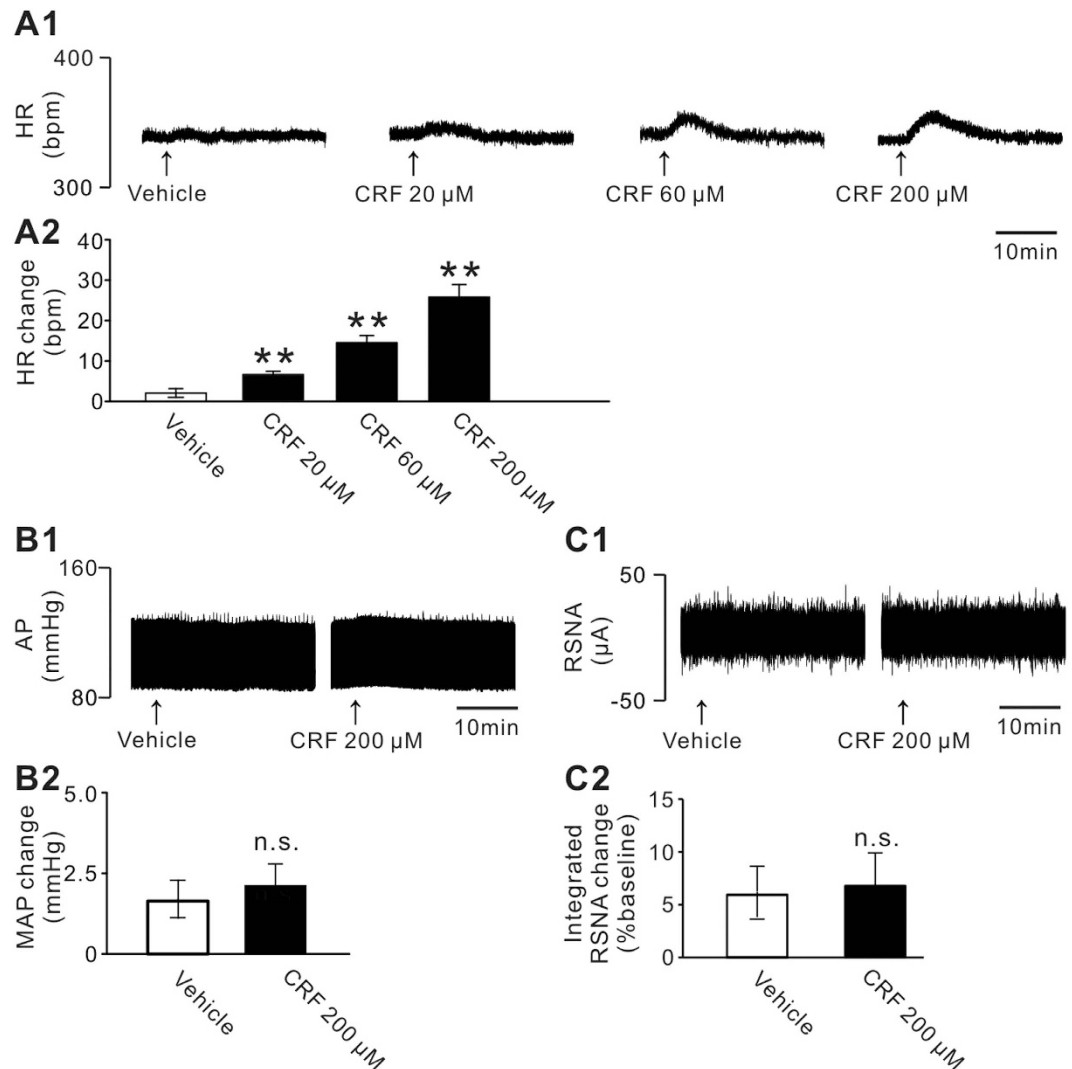 A1
400
HR
(bpm)
300
Vehicle
CRF 20 μM
CRF 60 μM
CRF 200 μM
10min
A2
40
30
20
10
0
HR change
(bpm)
**
**
**
Vehicle
CRF 20 μM
CRF 60 μM
CRF 200 μM
B1
160
AP
(mmHg)
80
Vehicle
CRF 200 μM
10min
C1
50
RSNA
(μA)
-50
Vehicle
CRF 200 μM
10min
B2
5.0
2.5
0
MAP change
(mmHg)
n.s.
Vehicle
CRF 200 μM
C2
15
10
5
0
Integrated
RSNA change
(%baseline)
n.s.
Vehicle
CRF 200 μM